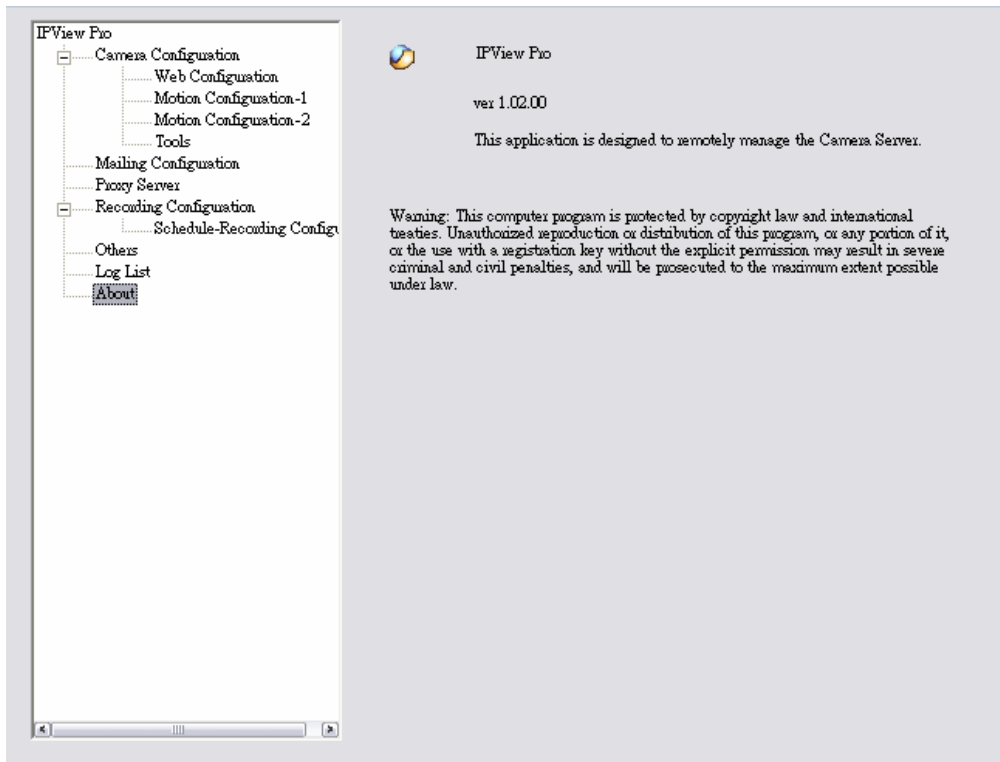 IPView Pro
Camera Configuration
Web Configuration
Motion Configuration-1
Motion Configuration-2
Tools
Mailing Configuration
Proxy Server
Recording Configuration
Schedule-Recording Configu
Others
Log List
About
IPView Pro
ver 1.02.00
This application is designed to remotely manage the Camera Server.
Warning: This computer program is protected by copyright law and international
treaties. Unauthorized reproduction or distribution of this program, or any portion of it,
or the use with a registration key without the explicit permission may result in severe
criminal and civil penalties, and will be prosecuted to the maximum extent possible
under law.